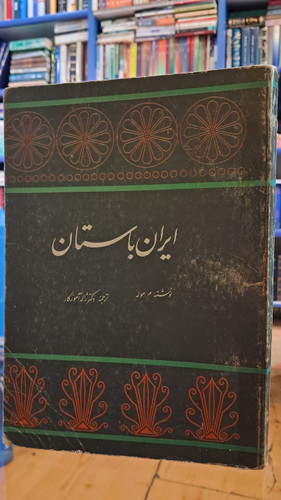 ایران باستان
نوشته م. موله
ترجمه دکتر ژاله آموزگار